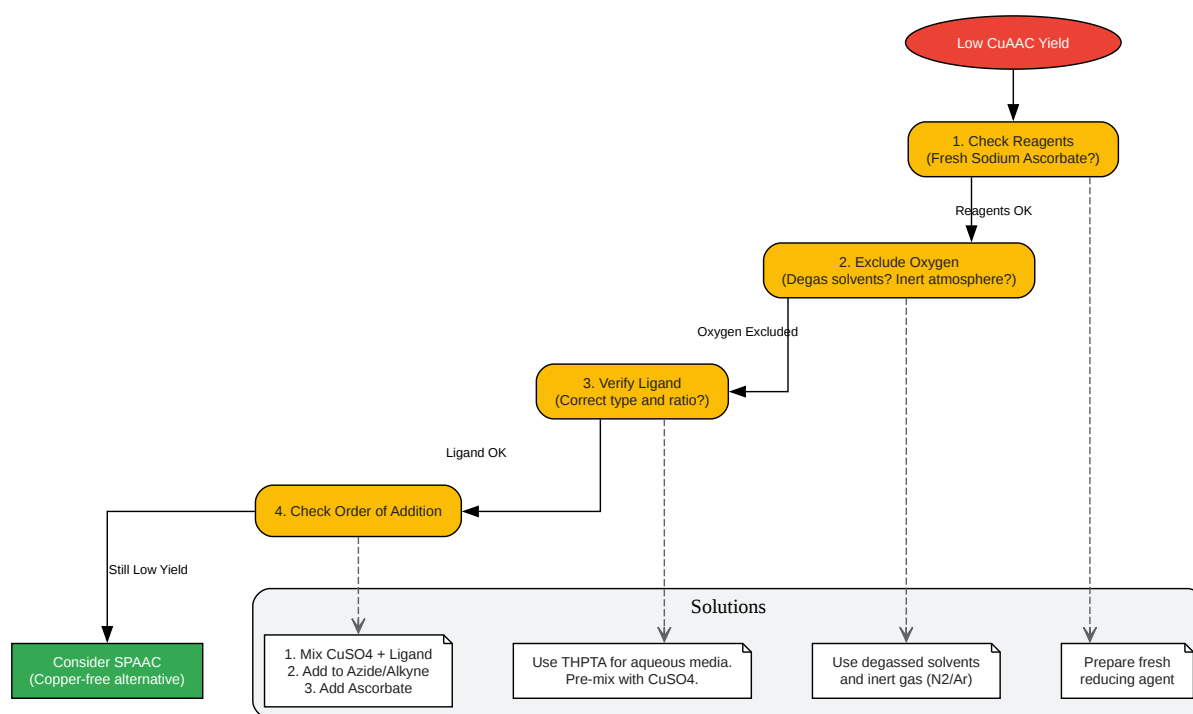 Low CuAAC Yield
1. Check Reagents
(Fresh Sodium Ascorbate?)
Reagents OK
2. Exclude Oxygen
(Degas solvents? Inert atmosphere?)
Oxygen Excluded
3. Verify Ligand
(Correct type and ratio?)
Ligand OK
4. Check Order of Addition
Still Low Yield
Consider SPAAC
(Copper-free alternative)
Solutions
1. Mix CuSO4 + Ligand
2. Add to Azide/Alkyne
3. Add Ascorbate
Use THPTA for aqueous media.
Pre-mix with CuSO4.
Use degassed solvents
and inert gas (N2/Ar)
Prepare fresh
reducing agent